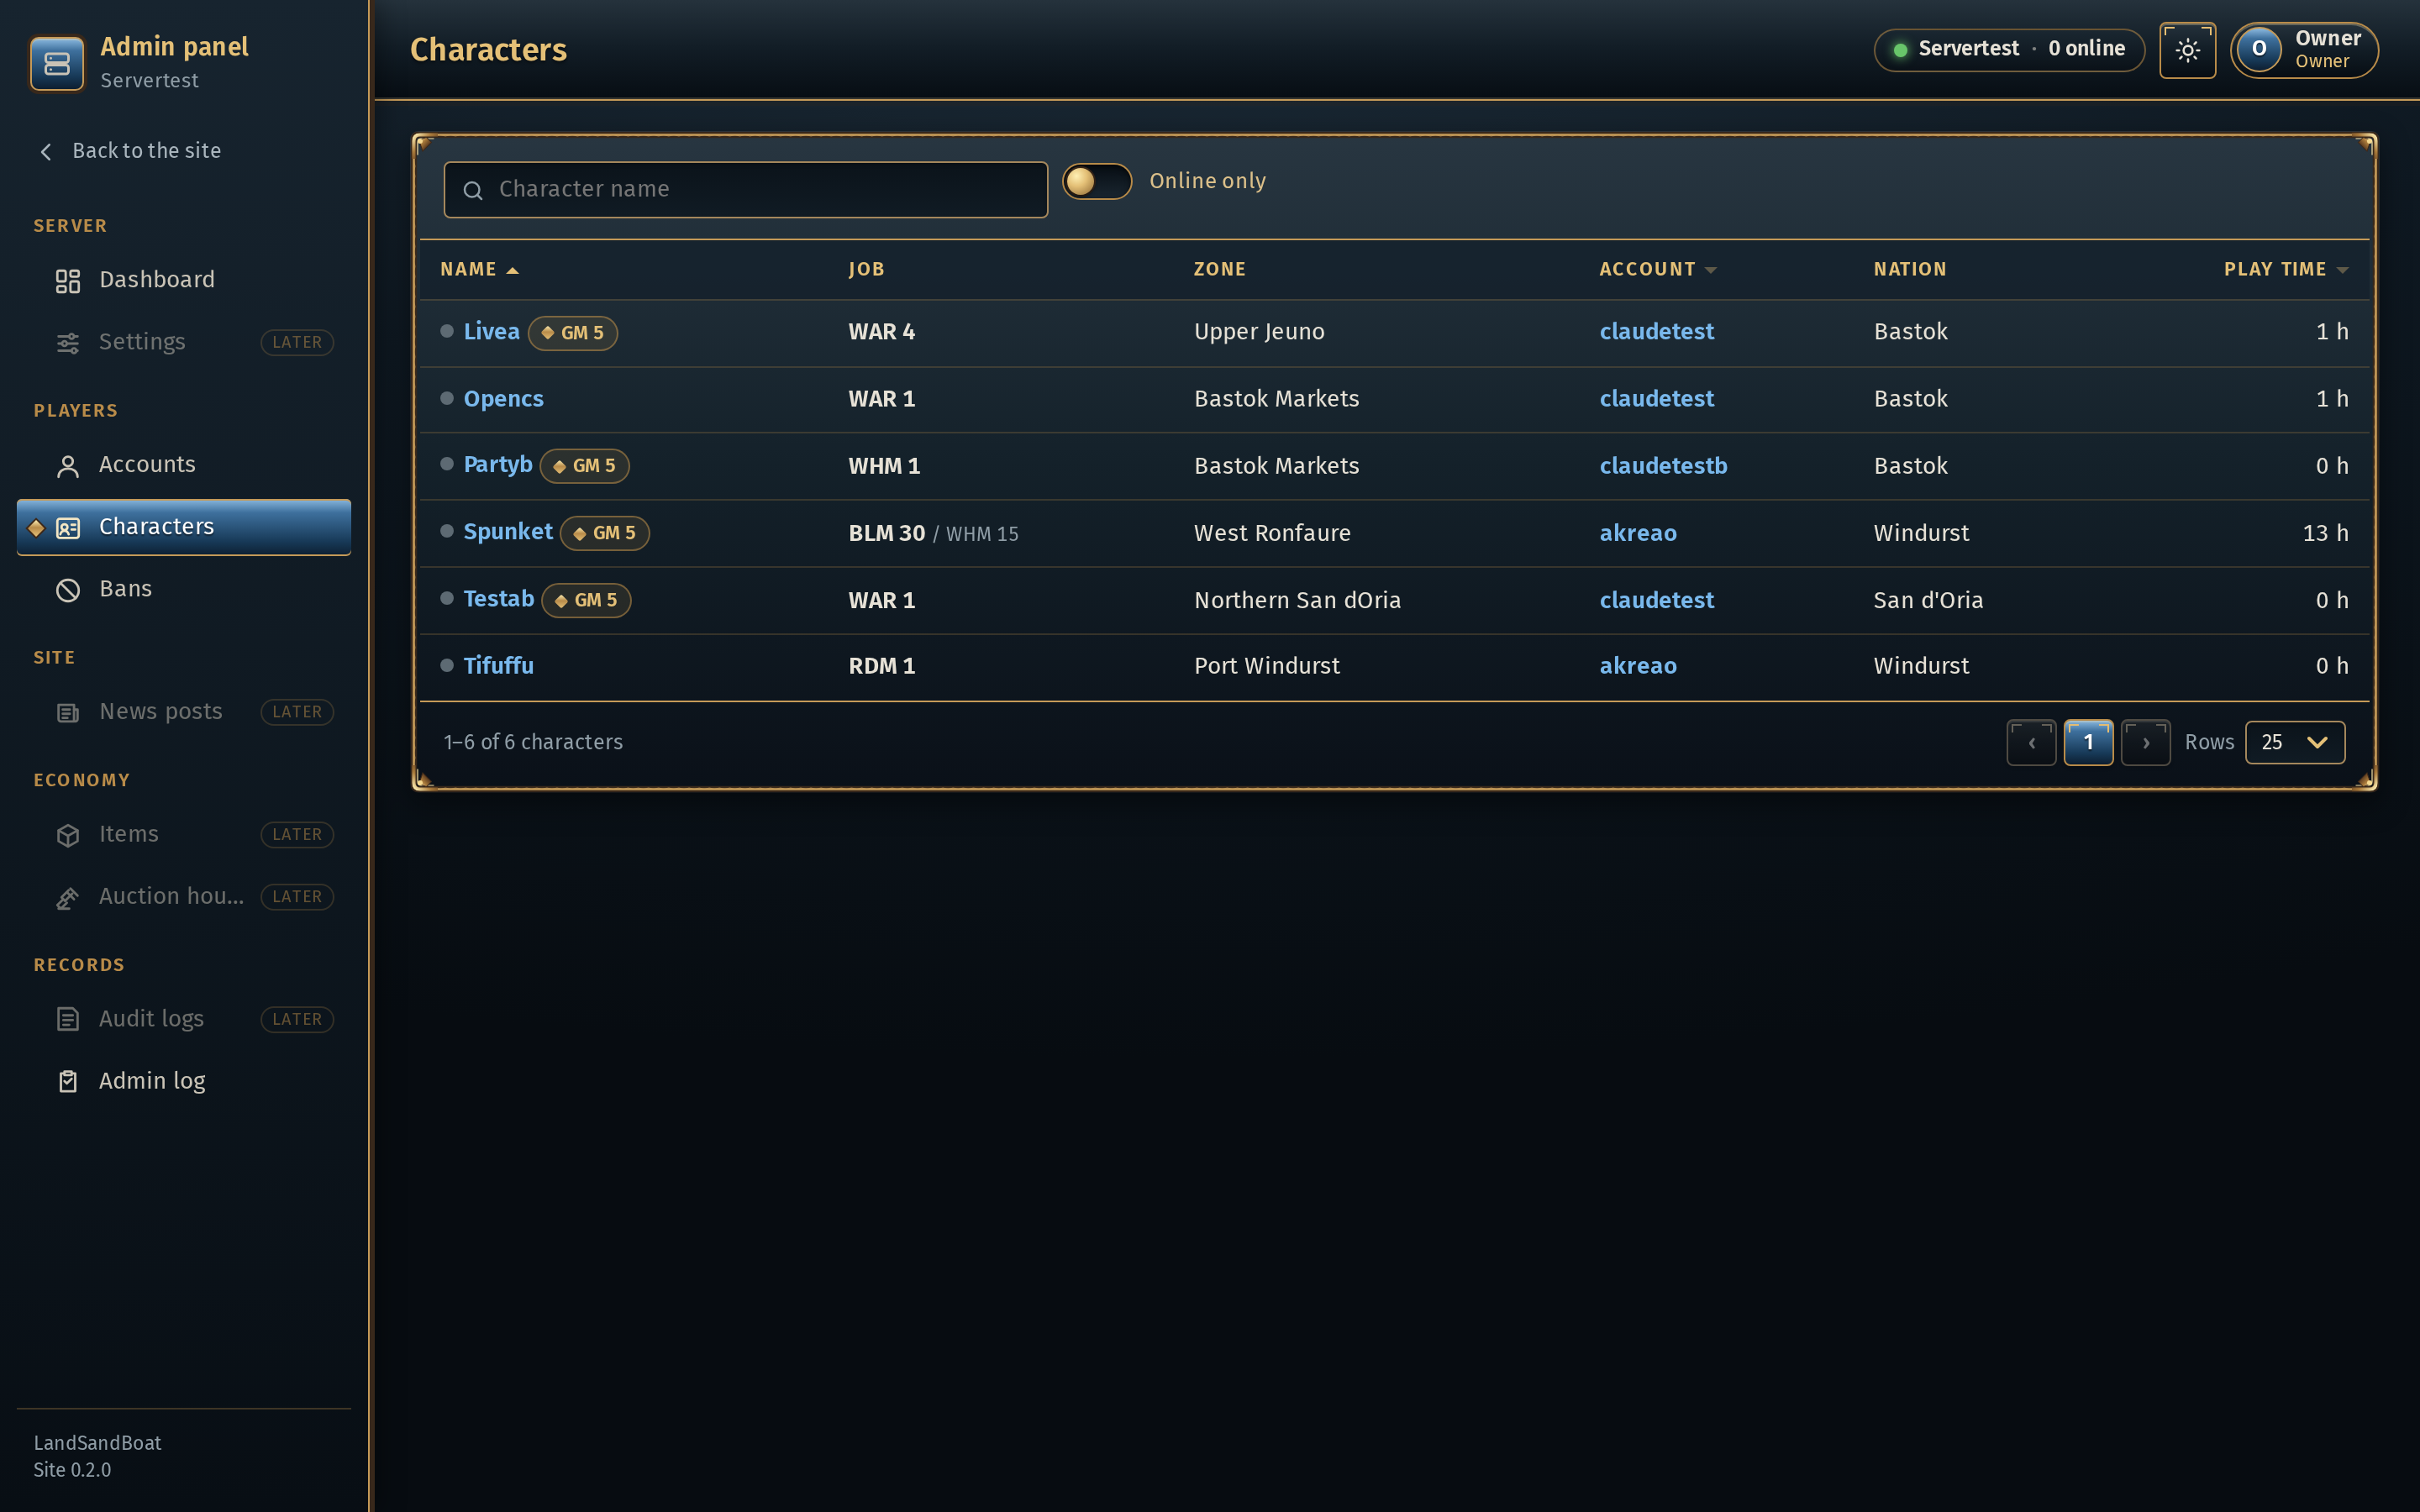 Admin panel
Servertest
Back to the site
SERVER
Dashboard
Settings LATER
PLAYERS
Accounts
Characters
Bans
SITE
News posts LATER
ECONOMY
Items LATER
Auction hou... LATER
RECORDS
Audit logs LATER
Admin log
LandSandBoat
Site 0.2.0
Characters
Servertest · 0 online
O
Owner
Owner
Character name
Online only
NAME JOB ZONE ACCOUNT NATION PLAY TIME
Livea GM 5 WAR 4 Upper Jeuno claudetest Bastok 1 h
Opencs WAR 1 Bastok Markets claudetest Bastok 1 h
Partyb GM 5 WHM 1 Bastok Markets claudetestb Bastok 0 h
Spunket GM 5 BLM 30 / WHM 15 West Ronfaure akreao Windurst 13 h
Testab GM 5 WAR 1 Northern San dOria claudetest San d'Oria 0 h
Tifuffu RDM 1 Port Windurst akreao Windurst 0 h
1–6 of 6 characters
‹ 1 › Rows 25